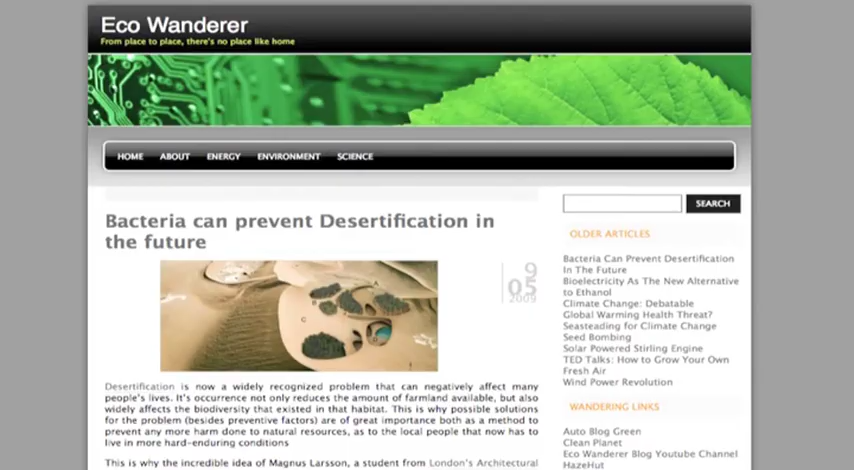 Eco Wanderer
From place to place, there's no place like home
HOME ABOUT ENERGY ENVIRONMENT SCIENCE
SEARCH
Bacteria can prevent Desertification in
the future
9
05
2009
Desertification is now a widely recognized problem that can negatively affect many
people's lives. It's occurrence not only reduces the amount of farmland available, but also
widely affects the biodiversity that existed in that habitat. This is why possible solutions
for the problem (besides preventive factors) are of great importance both as a method to
prevent any more harm done to natural resources, as to the local people that now has to
live in more hard-enduring conditions
This is why the incredible idea of Magnus Larsson, a student from London's Architectural
OLDER ARTICLES
Bacteria Can Prevent Desertification
In The Future
Bioelectricity As The New Alternative
to Ethanol
Climate Change: Debatable
Global Warming Health Threat?
Seasteading for Climate Change
Seed Bombing
Solar Powered Stirling Engine
TED Talks: How to Grow Your Own
Fresh Air
Wind Power Revolution
WANDERING LINKS
Auto Blog Green
Clean Planet
Eco Wanderer Blog Youtube Channel
HazeHut